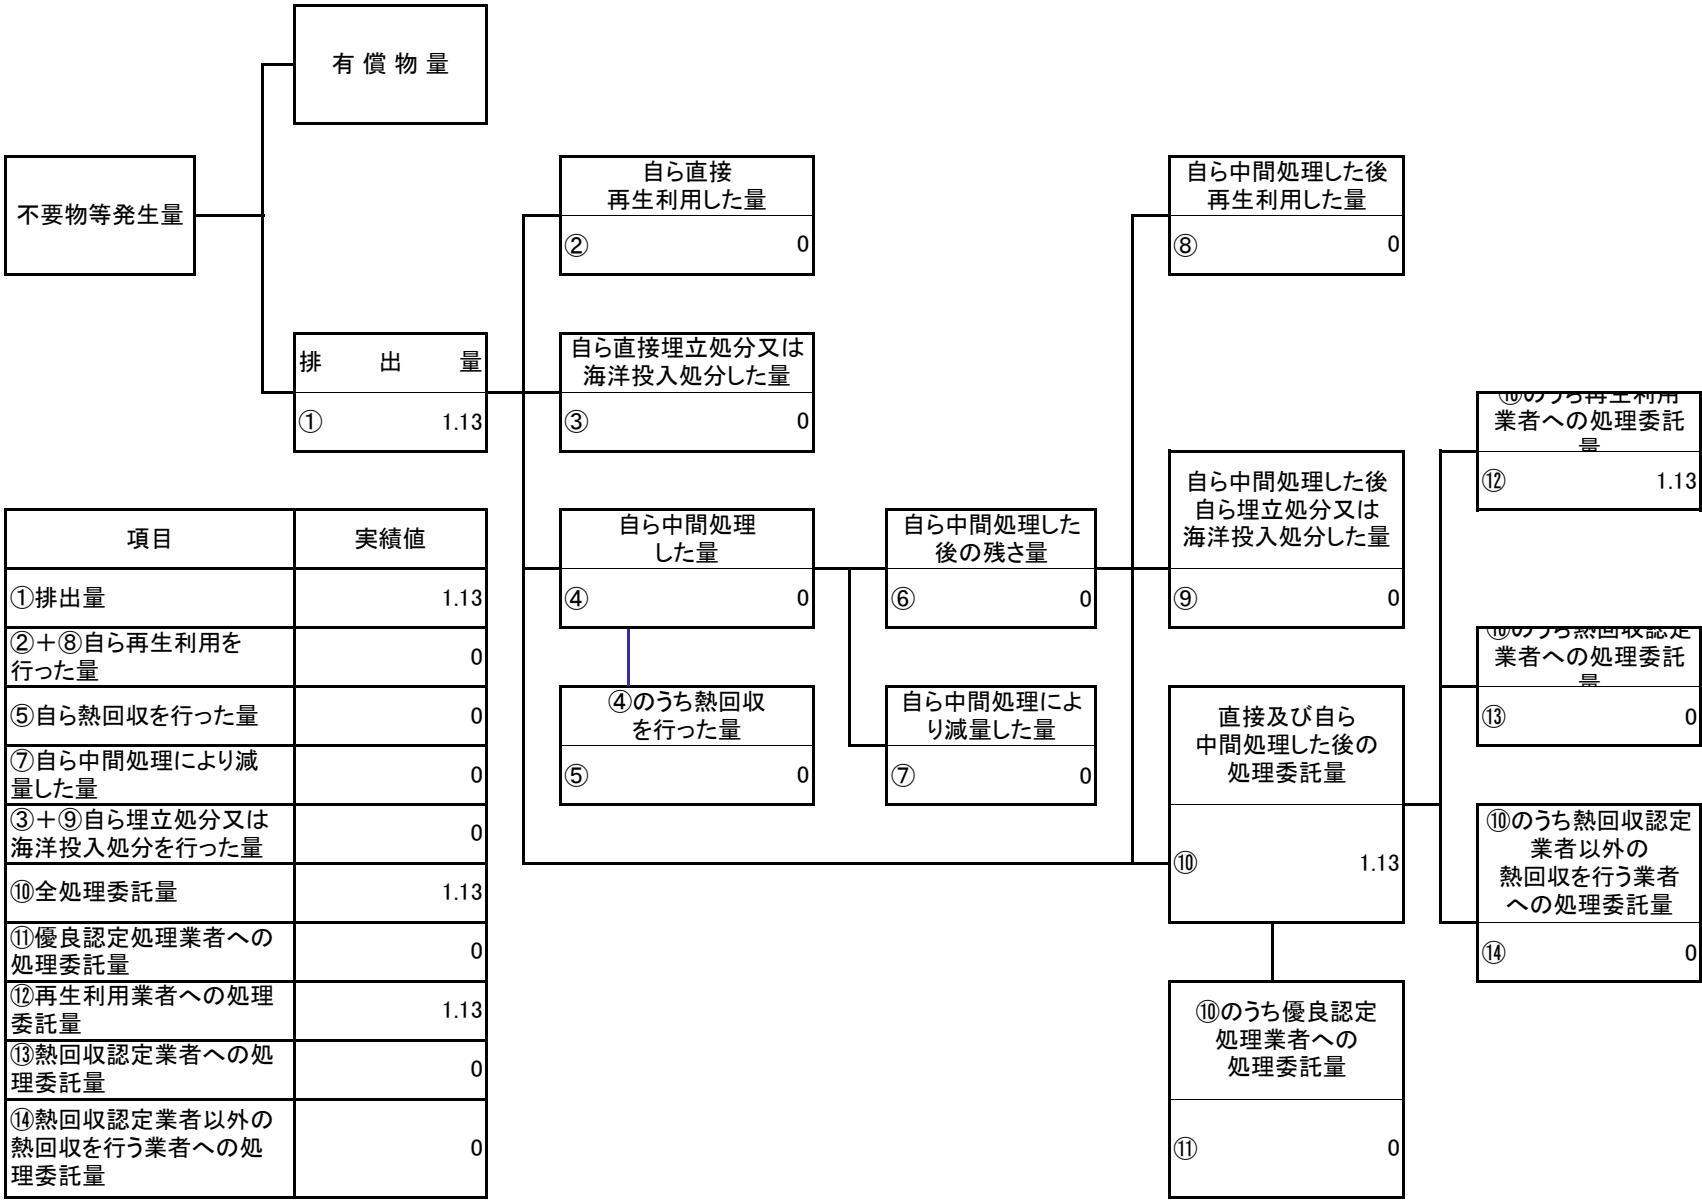 有償物量
不要物等発生量
自ら直接
再生利用した量
② 0
自ら中間処理した後
再生利用した量
⑧ 0
排出量
① 1.13
自ら直接埋立処分又は
海洋投入処分した量
③ 0
⑩のうち再生利用
業者への処理委託
量
⑫ 1.13
自ら中間処理した後
自ら埋立処分又は
海洋投入処分した量
⑨ 0
自ら中間処理
した量
④ 0
自ら中間処理した
後の残さ量
⑥ 0
⑩のうち熱回収認定
業者への処理委託
量
⑬ 0
④のうち熱回収
を行った量
⑤ 0
自ら中間処理によ
り減量した量
⑦ 0
直接及び自ら
中間処理した後の
処理委託量
⑩ 1.13
⑩のうち熱回収認定
業者以外の
熱回収を行う業者
への処理委託量
⑭ 0
⑩のうち優良認定
処理業者への
処理委託量
⑪ 0
項目 実績値
①排出量 1.13
②＋⑧自ら再生利用を
行った量 0
⑤自ら熱回収を行った量 0
⑦自ら中間処理により減
量した量 0
③＋⑨自ら埋立処分又は
海洋投入処分を行った量 0
⑩全処理委託量 1.13
⑪優良認定処理業者への
処理委託量 0
⑫再生利用業者への処理
委託量 1.13
⑬熱回収認定業者への処
理委託量 0
⑭熱回収認定業者以外の
熱回収を行う業者への処
理委託量 0